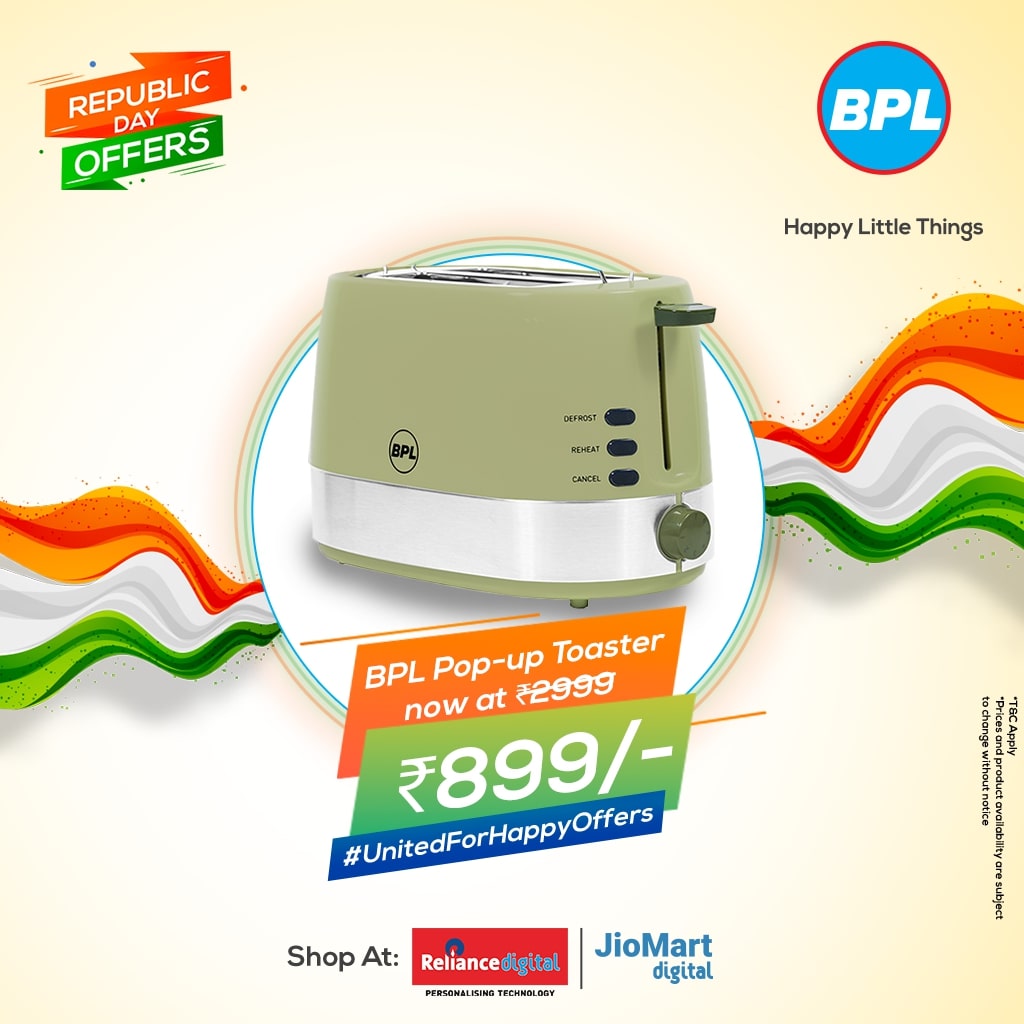 REPUBLIC
DAY
OFFERS
BPL
Happy Little Things
DEFROST
REHEAT
CANCEL
BPL
BPL Pop-up Toaster
now at ₹2999
₹899/-
#UnitedForHappyOffers
*T&C Apply
*Prices and product availability are subject
to change without notice
Shop At:
Reliance digital
PERSONALISING TECHNOLOGY
JioMart
digital